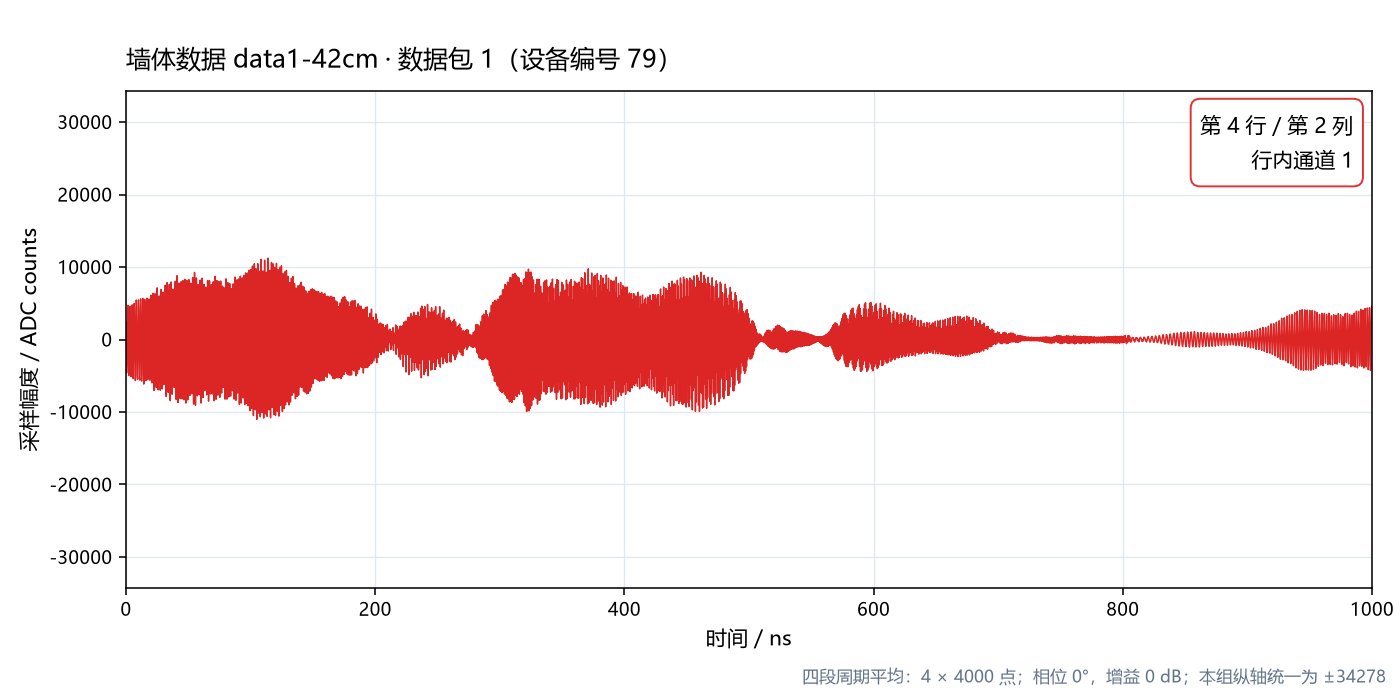 墙体数据 data1-42cm · 数据包 1（设备编号 79）
第 4 行 / 第 2 列
行内通道 1
采样幅度 / ADC counts
30000
20000
10000
0
-10000
-20000
-30000
0 200 400 600 800 1000
时间 / ns
四段周期平均：4 × 4000 点；相位 0°，增益 0 dB；本组纵轴统一为 ±34278